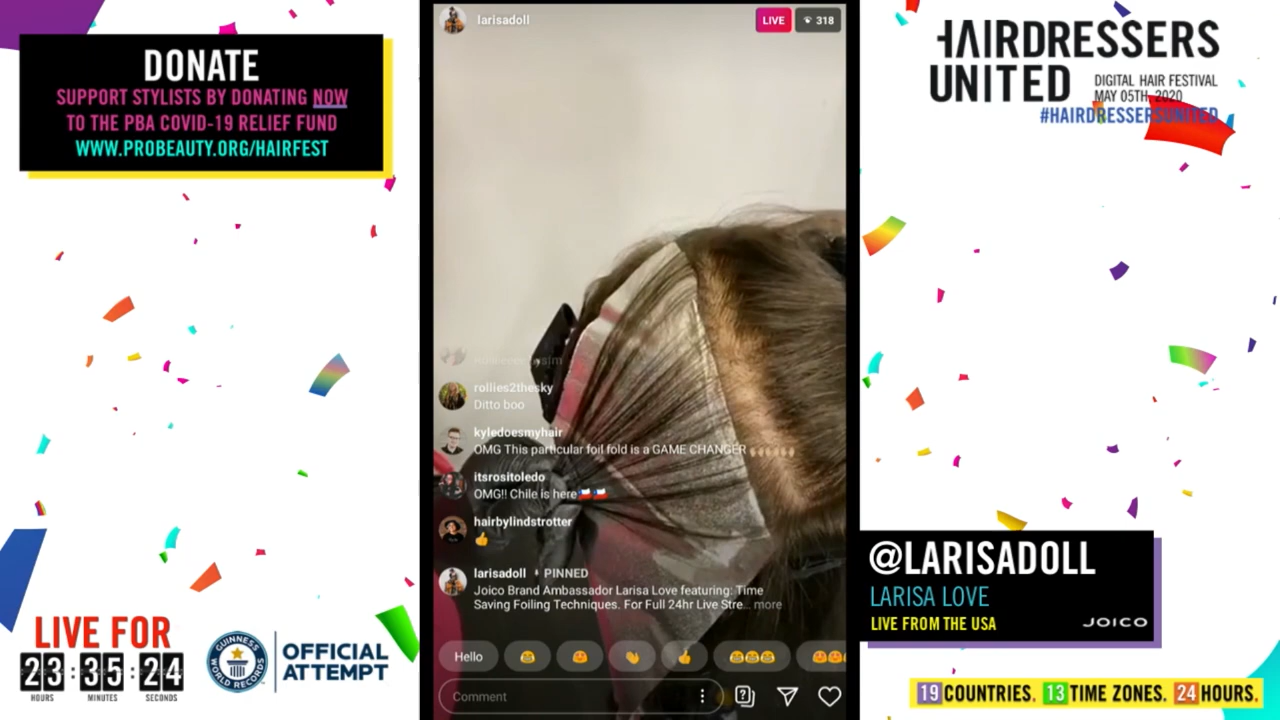 DONATE
SUPPORT STYLISTS BY DONATING NOW
TO THE PBA COVID-19 RELIEF FUND
WWW.PROBEAUTY.ORG/HAIRFEST
LIVE FOR
23:35:24
HOURS MINUTES SECONDS
GUINNESS WORLD RECORDS
OFFICIAL
ATTEMPT
larisadoll
LIVE 318
rollies2thesky
Ditto boo
kyledoesmyhair
OMG This particular foil fold is a GAME CHANGER 🙌🏼🙌🏼🙌🏼🙌🏼
itsrositoledo
OMG!! Chile is here🇨🇱🇨🇱
hairbylindstrotter
👍
larisadoll PINNED
Joico Brand Ambassador Larisa Love featuring: Time
Saving Foiling Techniques. For Full 24hr Live Stre... more
Hello
Comment
HAIRDRESSERS
UNITED
DIGITAL HAIR FESTIVAL
MAY 05TH, 2020
#HAIRDRESSERSUNITED
@LARISADOLL
LARISA LOVE
LIVE FROM THE USA
JOICO
19 COUNTRIES. 13 TIME ZONES. 24 HOURS.